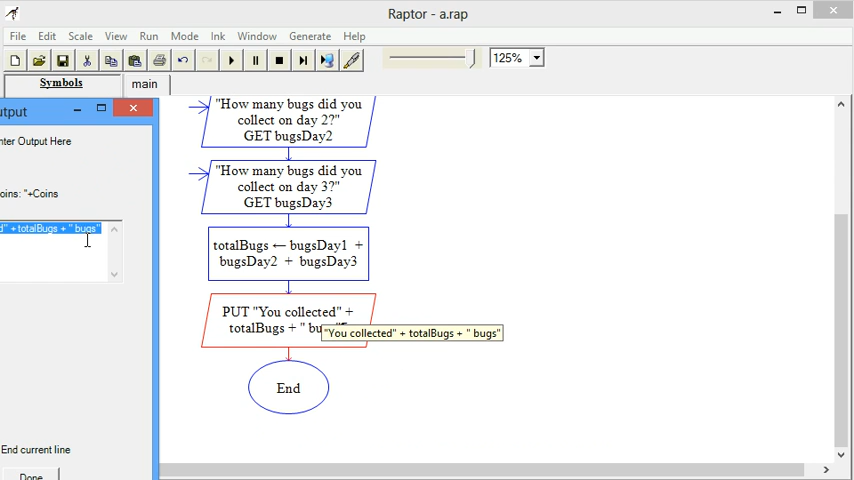 Raptor - a.rap
File Edit Scale View Run Mode Ink Window Generate Help
125%
Symbols main
utput
nter Output Here
oins: "+Coins
d" + totalBugs + " bugs"
End current line
Done
"How many bugs did you
collect on day 2?"
GET bugsDay2
"How many bugs did you
collect on day 3?"
GET bugsDay3
totalBugs ← bugsDay1 +
bugsDay2 + bugsDay3
PUT "You collected" +
totalBugs + " bu
"You collected" + totalBugs + " bugs"
End